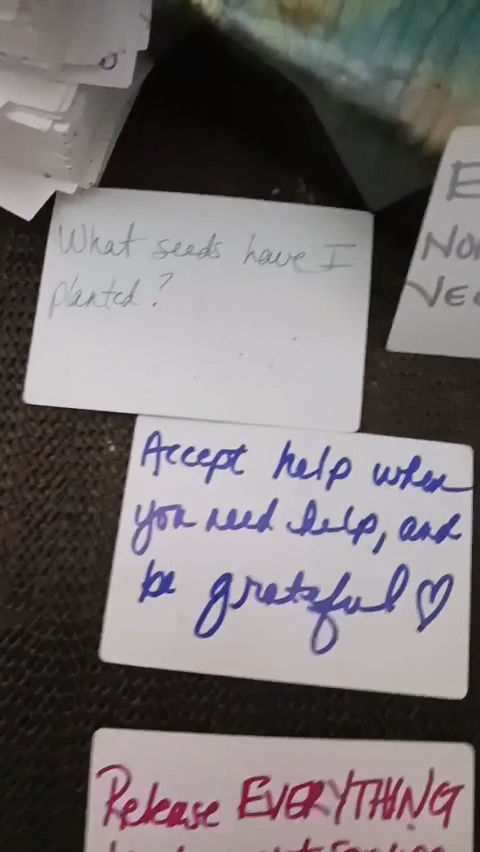 What seeds have I
planted?
Accept help when
you need help, and
be grateful♡
Release EVERYTHING